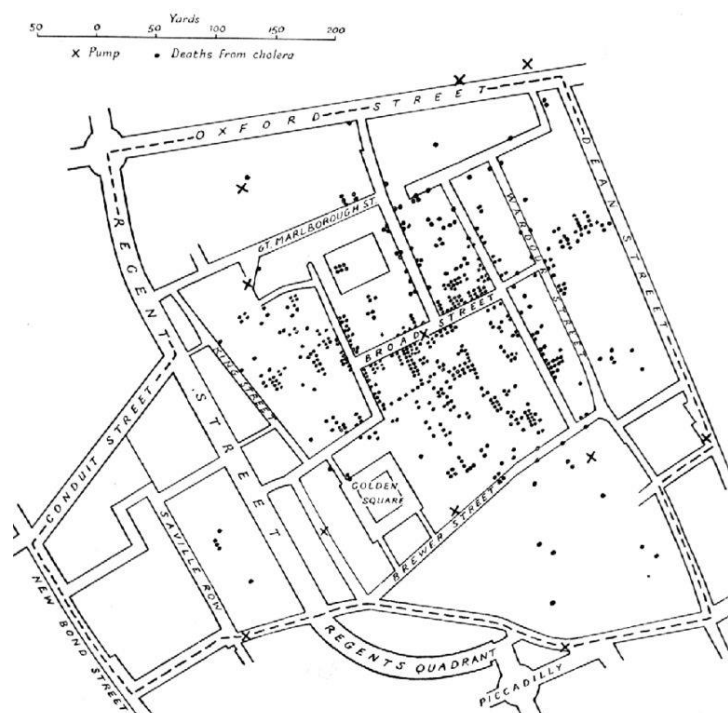 Yards
50 0 50 100 150 200
x Pump • Deaths from cholera
OXFORD STREET
REGENT STREET
DEAN STREET
GT. MARLBOROUGH ST.
WARDOUR STREET
BROAD STREET
KING STREET
CONDUIT STREET
GOLDEN
SQUARE
SAVILLE ROW
BREWER STREET
NEW BOND STREET
REGENTS QUADRANT
PICCADILLY